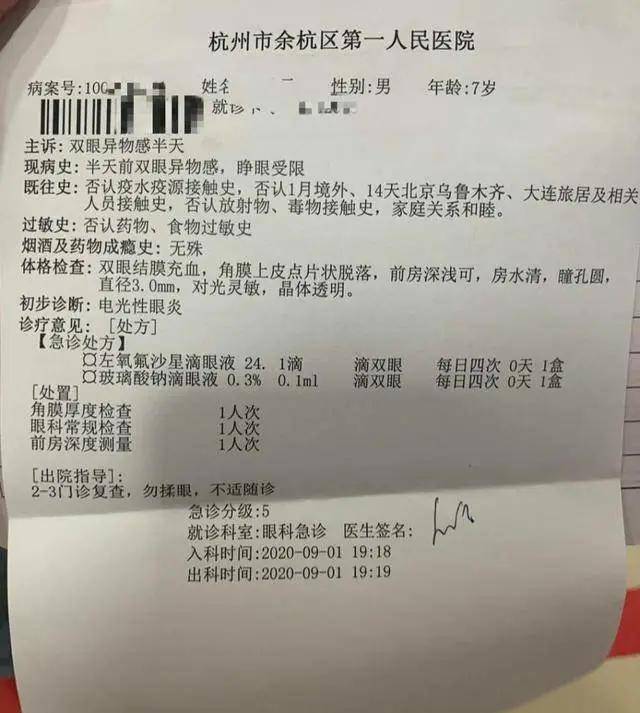 杭州市余杭区第一人民医院
病案号:100 姓名 性别:男 年龄:7岁
就诊卡
主诉: 双眼异物感半天
现病史: 半天前双眼异物感, 睁眼受限
既往史: 否认疫水疫源接触史, 否认1月境外、14天北京乌鲁木齐、大连旅居及相关
人员接触史, 否认放射物、毒物接触史, 家庭关系和睦。
过敏史: 否认药物、食物过敏史
烟酒及药物成瘾史: 无殊
体格检查: 双眼结膜充血, 角膜上皮点片状脱落, 前房深浅可, 房水清, 瞳孔圆,
直径3.0mm, 对光灵敏, 晶体透明。
初步诊断: 电光性眼炎
诊疗意见: [处方]
【急诊处方】
¤左氧氟沙星滴眼液 24. 1滴 滴双眼 每日四次 0天 1盒
¤玻璃酸钠滴眼液 0.3% 0.1ml 滴双眼 每日四次 0天 1盒
[处置]
角膜厚度检查 1人次
眼科常规检查 1人次
前房深度测量 1人次
[出院指导]:
2-3门诊复查, 勿揉眼, 不适随诊
急诊分级:5
就诊科室:眼科急诊 医生签名:
入科时间:2020-09-01 19:18
出科时间:2020-09-01 19:19